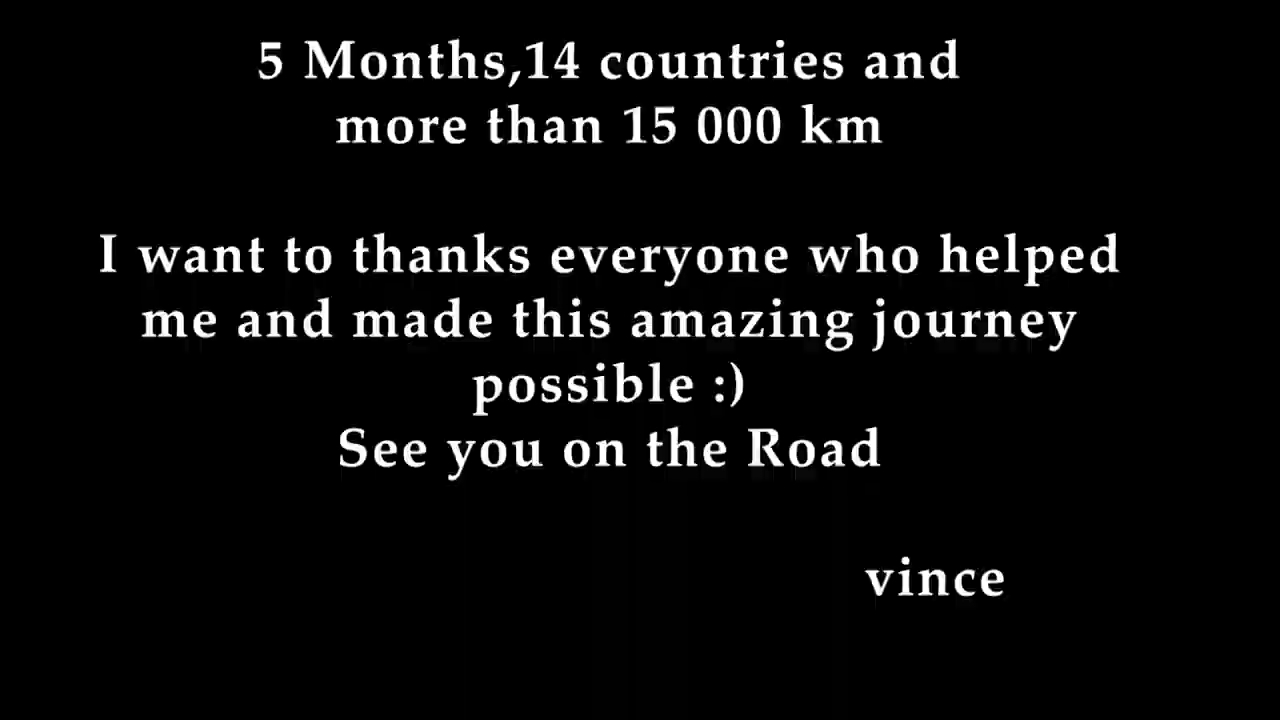 5 Months,14 countries and
more than 15 000 km
I want to thanks everyone who helped
me and made this amazing journey
possible :)
See you on the Road
vince